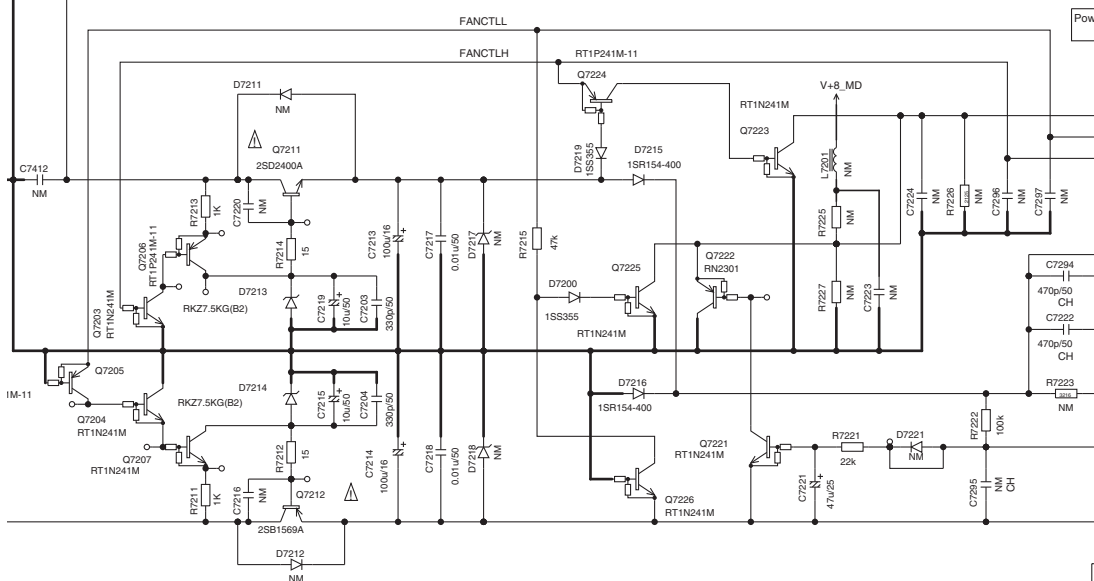 FANCTLL
Pow
FANCTLH
RT1P241M-11
Q7224
D7211
NM
V+8_MD
RT1N241M
Q7223
Q7211
2SD2400A
D7219
1SS355
D7215
1SR154-400
L7201
NM
C7412
NM
R7213
1K
C7220
NM
C7224
NM
R7226
2125
NM
C7296
NM
C7297
NM
Q7206
RT1P241M-11
R7214
15
C7213
100u/16
C7217
0.01u/50
D7217
NM
R7215
47k
R7225
NM
Q7225
Q7222
RN2301
C7294
470p/50
CH
Q7203
RT1N241M
D7213
RKZ7.5KG(B2)
C7219
10u/50
C7203
330p/50
D7200
1SS355
RT1N241M
R7227
NM
C7223
NM
C7222
470p/50
CH
IM-11
Q7205
D7214
RKZ7.5KG(B2)
C7215
10u/50
C7204
330p/50
D7216
1SR154-400
R7223
3216
NM
Q7204
RT1N241M
Q7207
RT1N241M
R7212
15
C7214
100u/16
C7218
0.01u/50
D7218
NM
Q7221
RT1N241M
R7221
22k
D7221
NM
R7222
100k
R7211
1K
C7216
NM
Q7212
2SB1569A
Q7226
RT1N241M
C7221
47u/25
C7295
NM
CH
D7212
NM